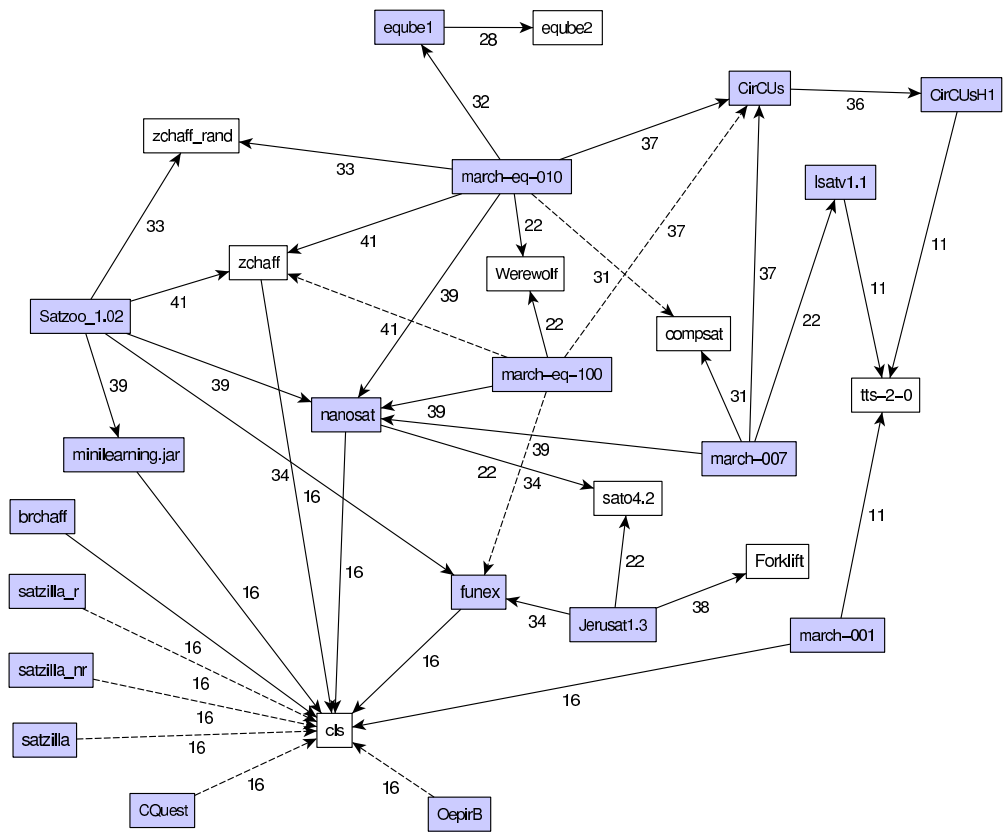 eqube1
28
eqube2
32
CirCUs
36
CirCUsH1
zchaff_rand
33
march-eq-010
37
lsatv1.1
33
22
37
11
zchaff
41
Werewolf
31
37
11
41
39
Satzoo_1.02
41
22
22
compsat
39
39
march-eq-100
31
tts-2-0
nanosat
39
39
minilearning.jar
march-007
34
16
22
34
sato4.2
11
brchaff
16
22
Forklift
satzilla_r
16
funex
38
34
Jerusat1.3
march-001
16
16
satzilla_nr
16
16
satzilla
16
16
cls
CQuest
16
16
OepirB